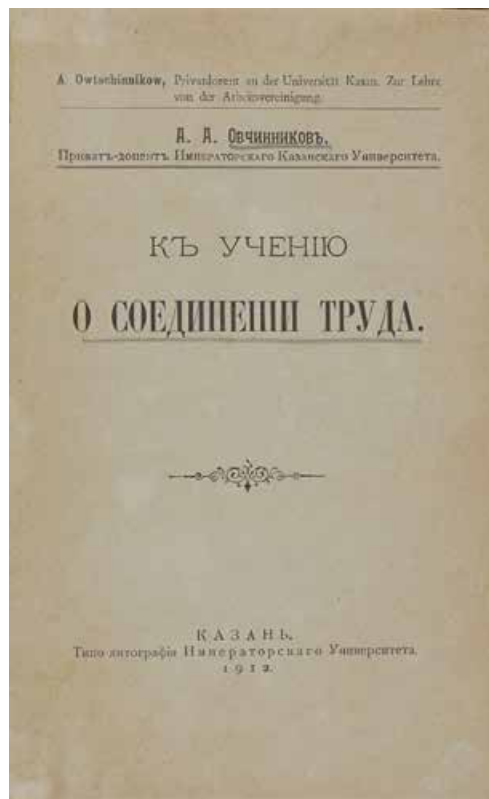 A. Owtschinnikow, Privatdozent an der Universität Kasan. Zur Lehre
von der Arbeitsvereinigung.
А. А. Овчинниковъ.
Приватъ-доцентъ Императорскаго Казанскаго Университета.
КЪ УЧЕНІЮ
О СОЕДИНЕНІИ ТРУДА.
КАЗАНЬ.
Типо-литографія Императорскаго Университета.
1912.